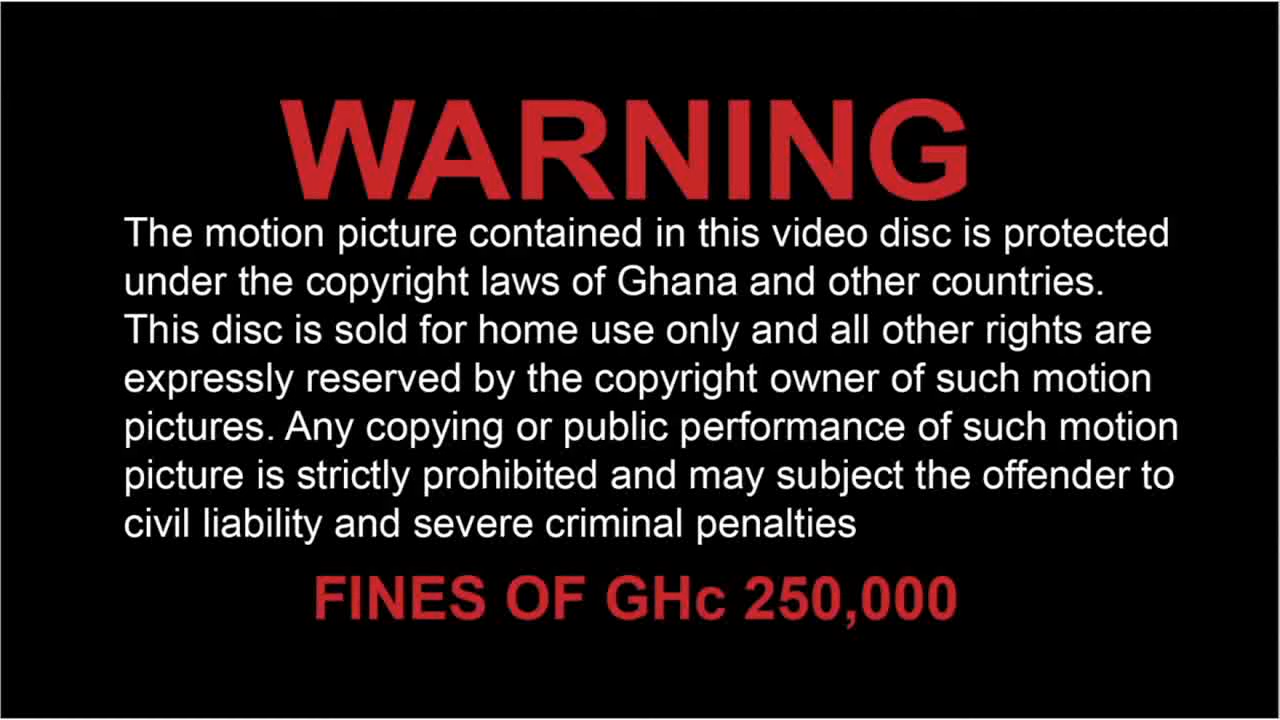 WARNING
The motion picture contained in this video disc is protected
under the copyright laws of Ghana and other countries.
This disc is sold for home use only and all other rights are
expressly reserved by the copyright owner of such motion
pictures. Any copying or public performance of such motion
picture is strictly prohibited and may subject the offender to
civil liability and severe criminal penalties
FINES OF GHc 250,000